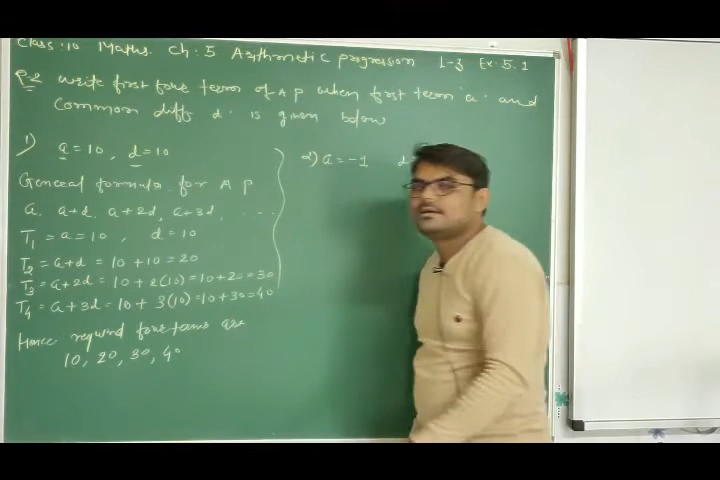 Class: 10 Maths. Ch: 5 Arithmetic progression L-3 Ex: 5.1
Q.2 write first four term of A P when first term 'a' and
common diff d. is given below
1) a = 10, d = 10
General formula for A P
a. a+d. a+2d, a+3d, ....
T1 = a = 10, d = 10
T2 = a+d = 10 + 10 = 20
T3 = a+2d = 10 + 2(10) = 10 + 20 = 30
T4 = a+3d = 10 + 3(10) = 10 + 30 = 40
Hence required four terms are
10, 20, 30, 40
2) a = -1 d